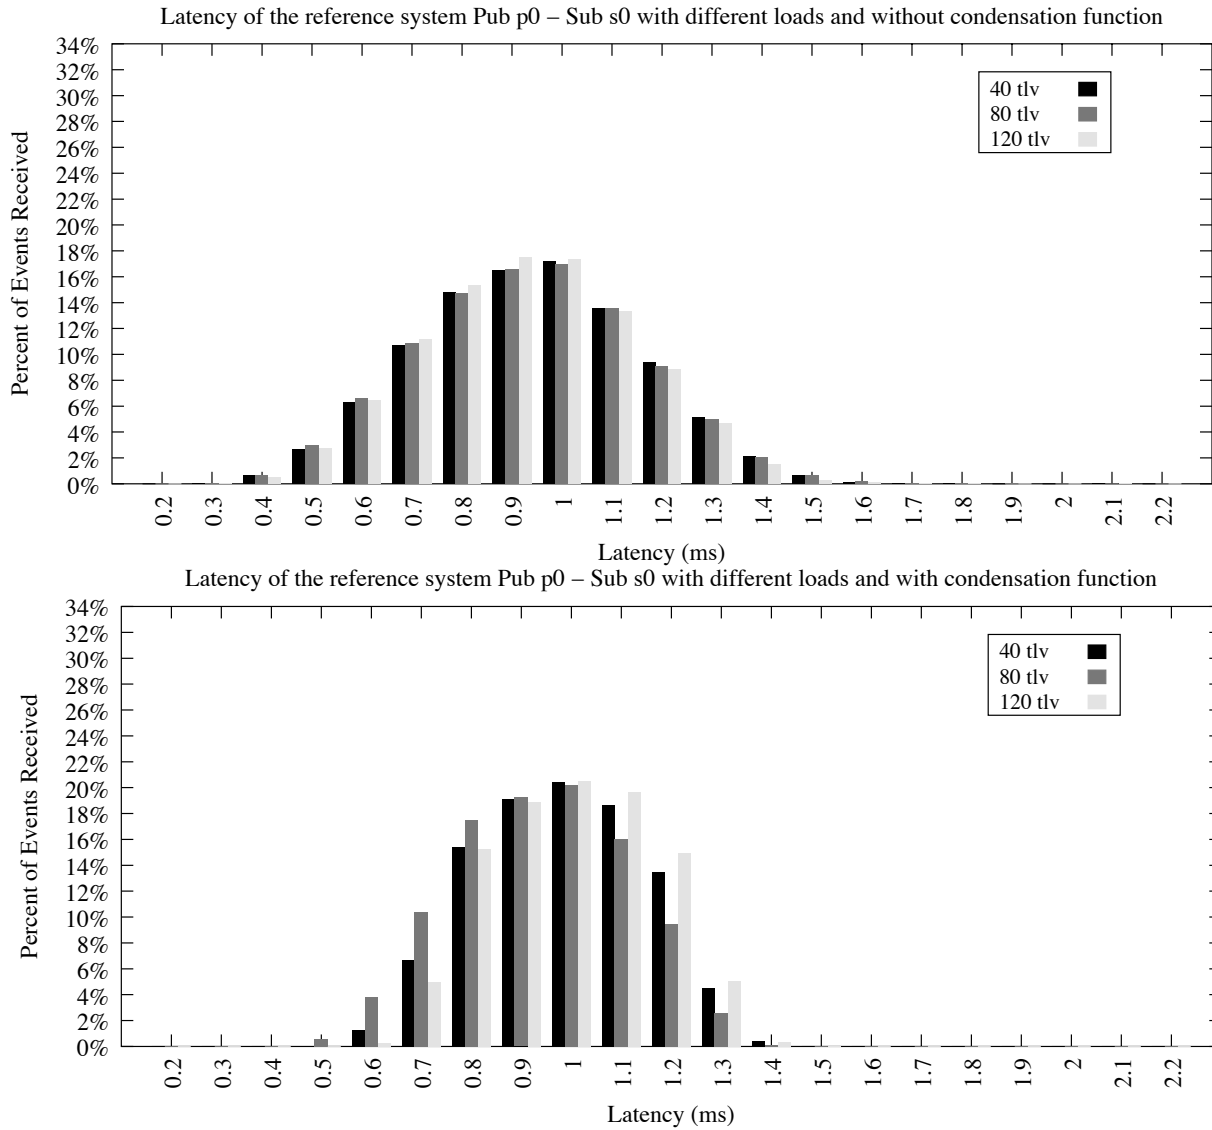 Latency of the reference system Pub p0 – Sub s0 with different loads and without condensation function
34%
32%
30%
28%
26%
24%
22%
20%
18%
16%
14%
12%
10%
8%
6%
4%
2%
0%
Percent of Events Received
40 tlv
80 tlv
120 tlv
0.2 0.3 0.4 0.5 0.6 0.7 0.8 0.9 1 1.1 1.2 1.3 1.4 1.5 1.6 1.7 1.8 1.9 2 2.1 2.2
Latency (ms)
Latency of the reference system Pub p0 – Sub s0 with different loads and with condensation function
34%
32%
30%
28%
26%
24%
22%
20%
18%
16%
14%
12%
10%
8%
6%
4%
2%
0%
Percent of Events Received
40 tlv
80 tlv
120 tlv
0.2 0.3 0.4 0.5 0.6 0.7 0.8 0.9 1 1.1 1.2 1.3 1.4 1.5 1.6 1.7 1.8 1.9 2 2.1 2.2
Latency (ms)